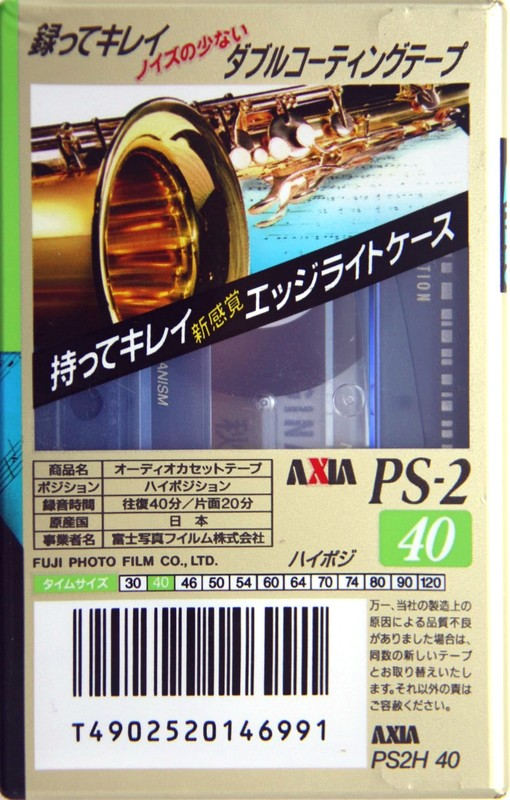 録ってキレイ ノイズの少ない ダブルコーティングテープ
持ってキレイ 新感覚 エッジライトケース
ANISM
商品名 オーディオカセットテープ
ポジション ハイポジション
録音時間 往復40分/片面20分
原産国 日本
事業者名 富士写真フイルム株式会社
FUJI PHOTO FILM CO., LTD.
AXIA PS-2
ハイポジ 40
タイムサイズ 30 40 46 50 54 60 64 70 74 80 90 120
T4902520146991
万一、当社の製造上の
原因による品質不良
がありました場合は、
同数の新しいテープ
とお取り替えいたし
ます。それ以外の責は
ご容赦ください。
AXIA
PS2H 40